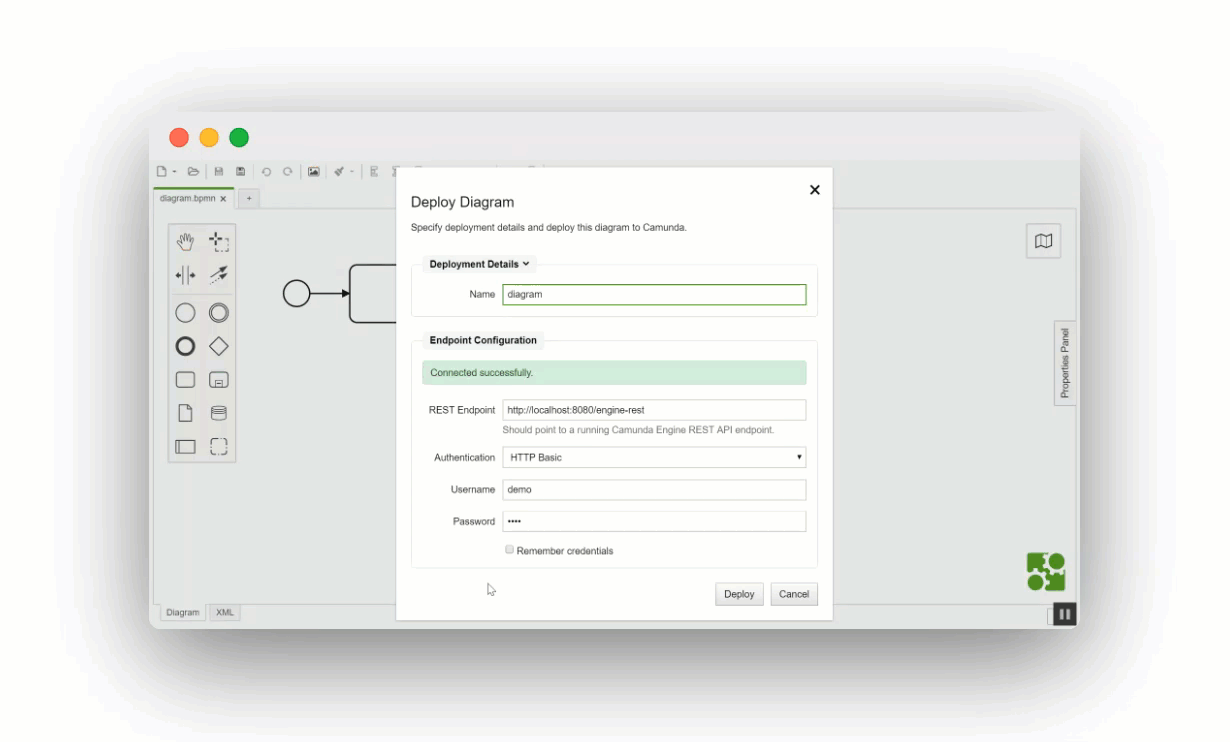 diagram.bpmn x
+
Deploy Diagram
Specify deployment details and deploy this diagram to Camunda.
Deployment Details
Name diagram
Endpoint Configuration
Connected successfully.
REST Endpoint http://localhost:8080/engine-rest
Should point to a running Camunda Engine REST API endpoint.
Authentication HTTP Basic
Username demo
Password ••••
Remember credentials
Deploy Cancel
Properties Panel
Diagram XML